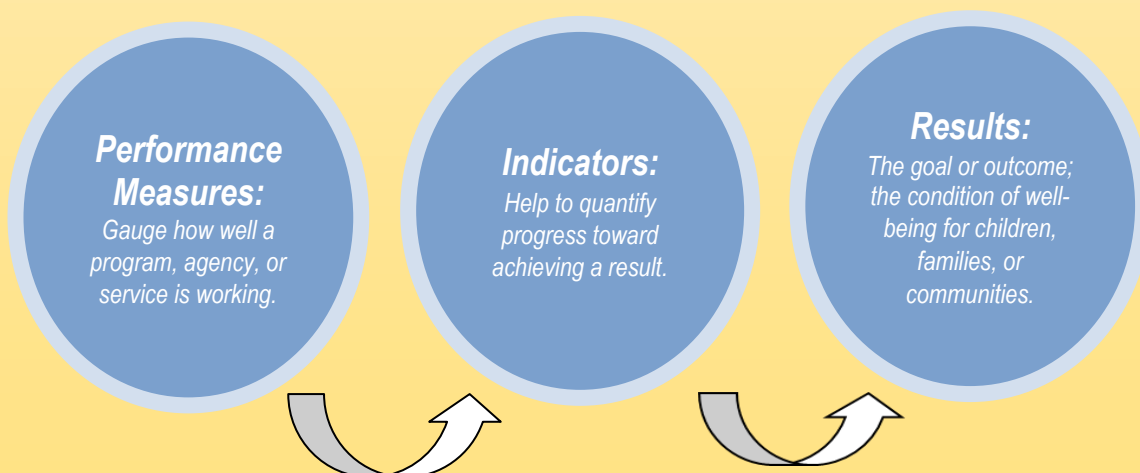 Performance
Measures:
Gauge how well a
program, agency, or
service is working.
Indicators:
Help to quantify
progress toward
achieving a result.
Results:
The goal or outcome;
the condition of well-
being for children,
families, or
communities.